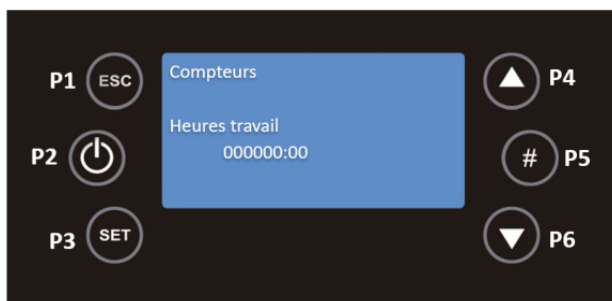 P1 ESC
P2
P3 SET
Compteurs
Heures travail
000000:00
P4
# P5
P6